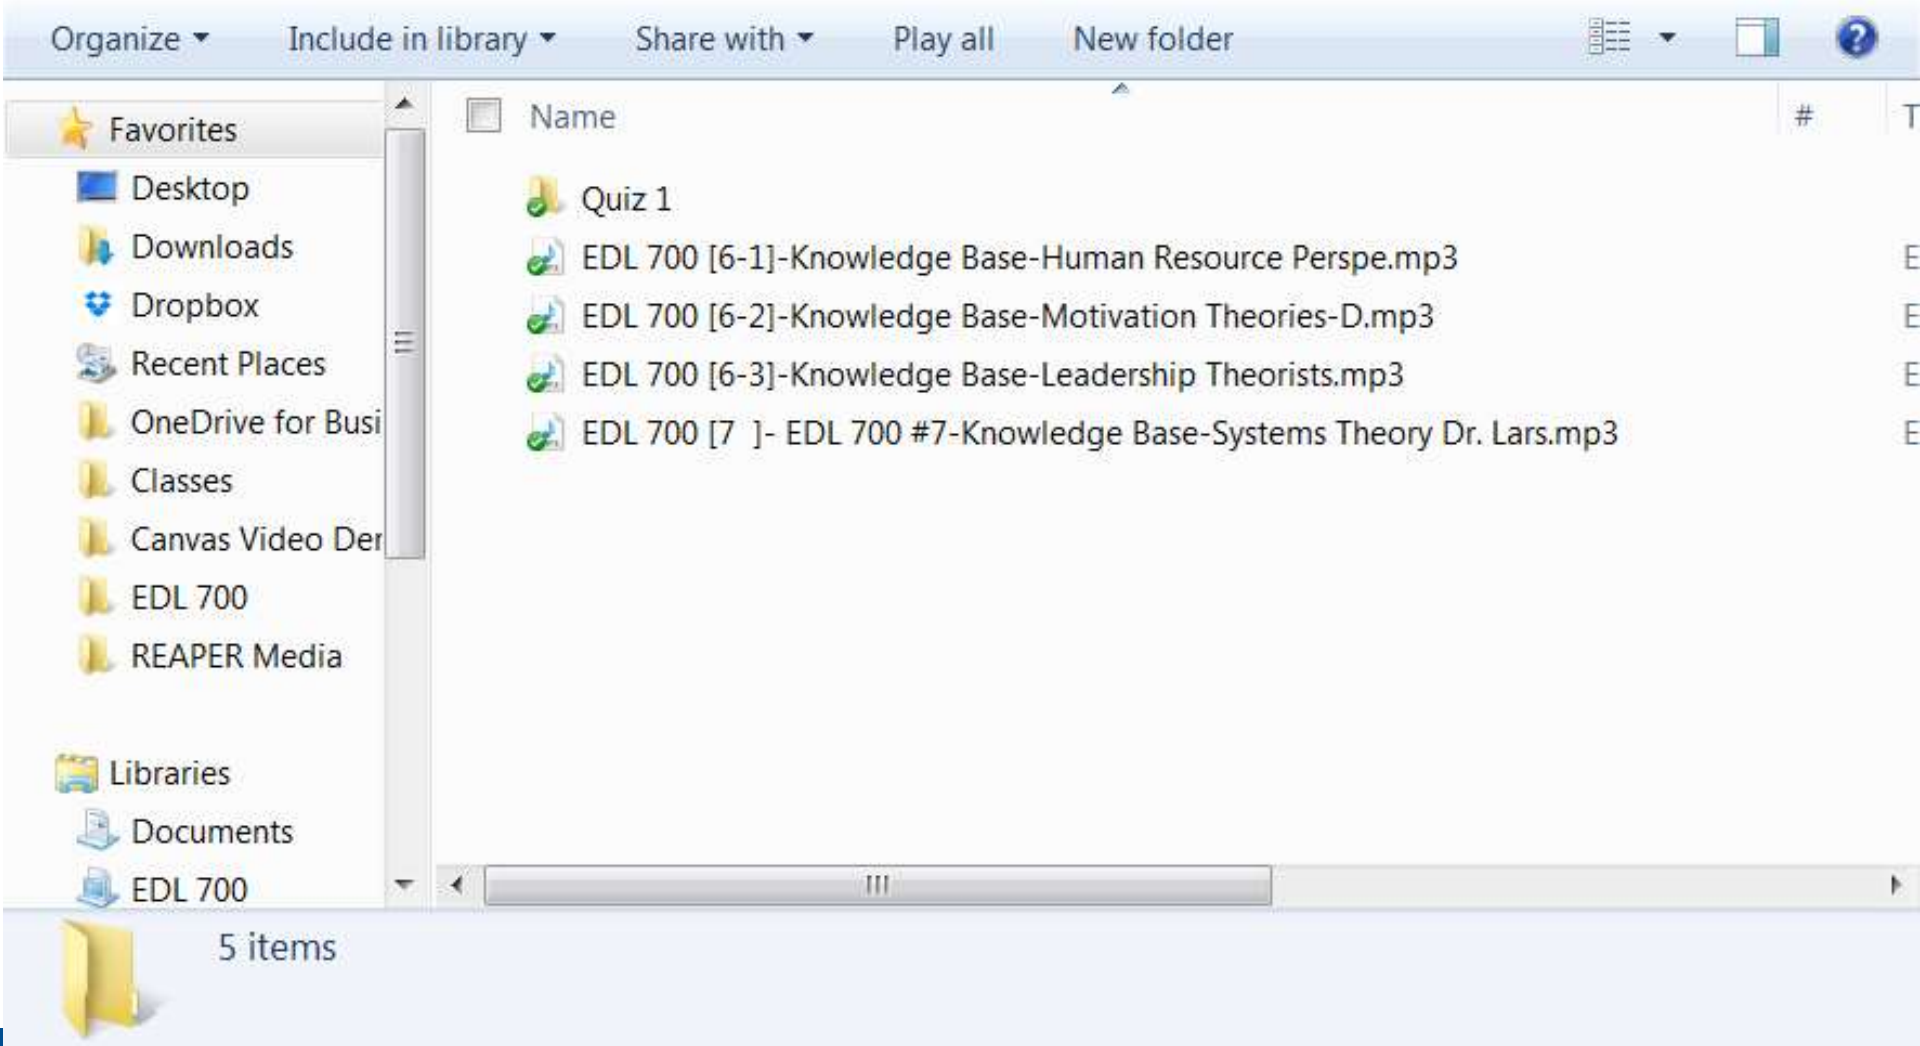 Organize Include in library Share with Play all New folder
Name # T
Favorites
Desktop
Downloads
Dropbox
Recent Places
OneDrive for Busi
Classes
Canvas Video Der
EDL 700
REAPER Media
Libraries
Documents
EDL 700
Quiz 1
EDL 700 [6-1]-Knowledge Base-Human Resource Perspe.mp3 E
EDL 700 [6-2]-Knowledge Base-Motivation Theories-D.mp3 E
EDL 700 [6-3]-Knowledge Base-Leadership Theorists.mp3 E
EDL 700 [7  ]- EDL 700 #7-Knowledge Base-Systems Theory Dr. Lars.mp3 E
5 items